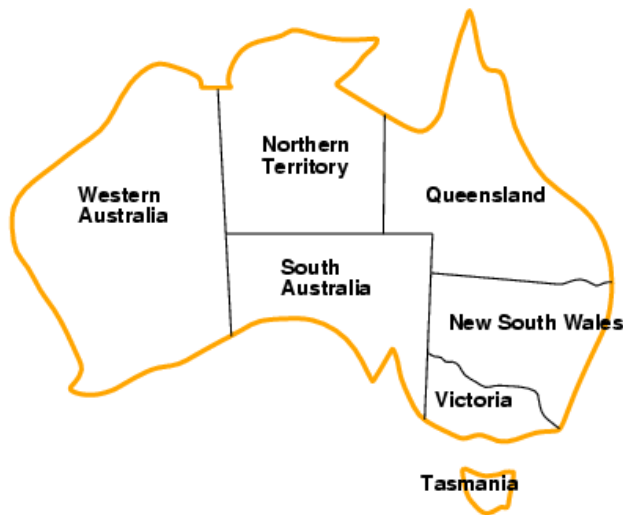 Northern
Territory
Western
Australia
Queensland
South
Australia
New South Wales
Victoria
Tasmania